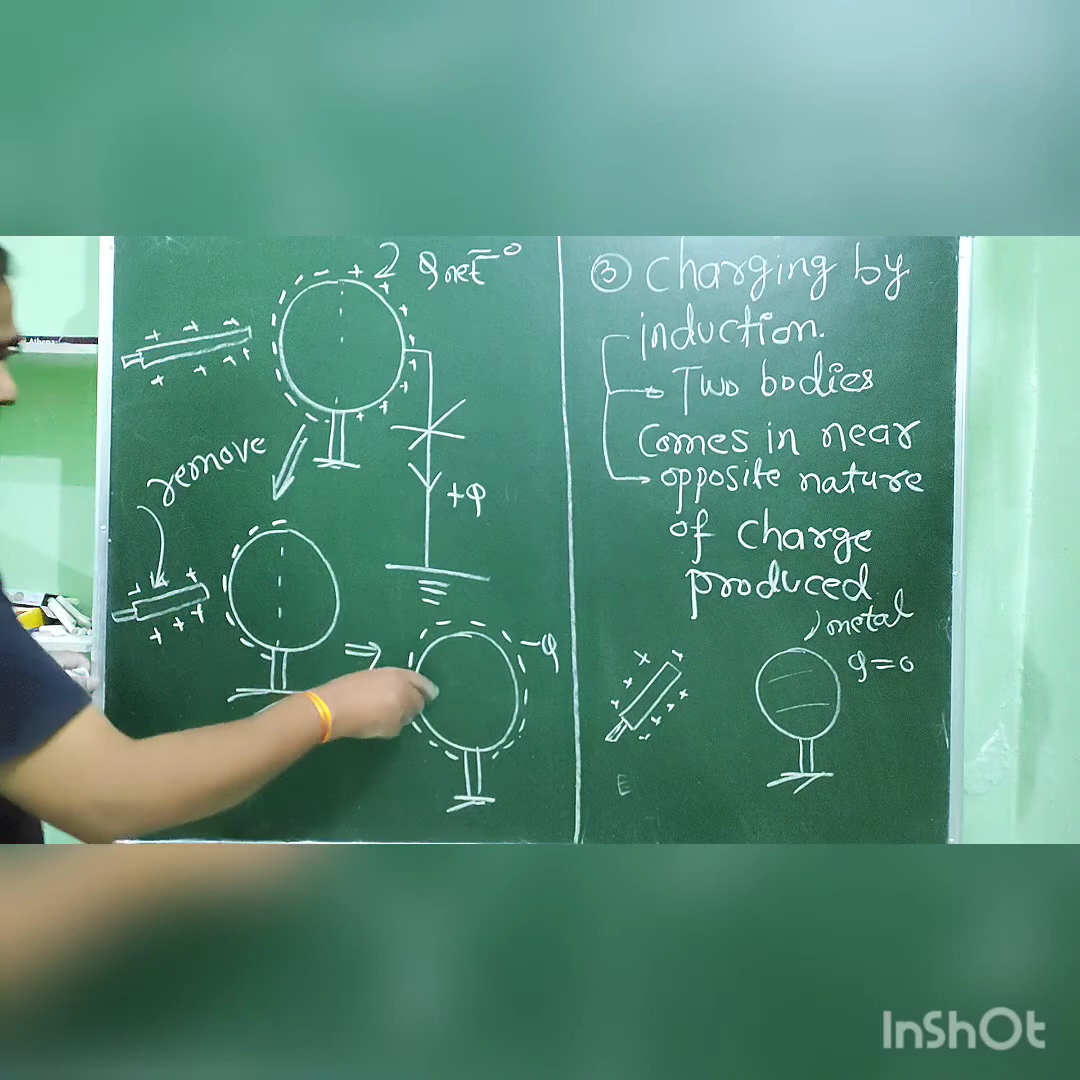 Qnet = 0
remove
+Q
-Q
③ Charging by
induction.
Two bodies
Comes in near
opposite nature
of charge
produced
metal
q=0
E
InShOt